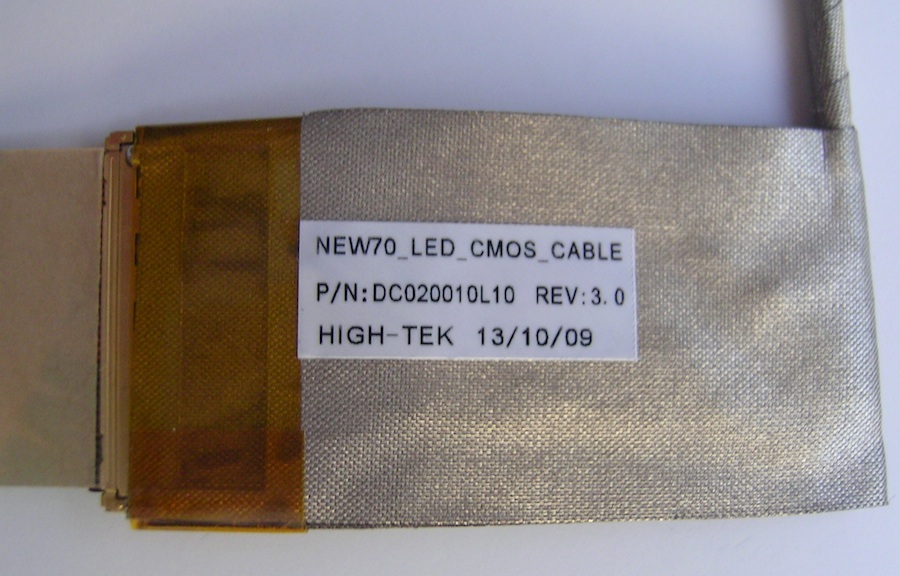 NEW70_LED_CMOS_CABLE
P/N:DC020010L10 REV:3.0
HIGH-TEK 13/10/09